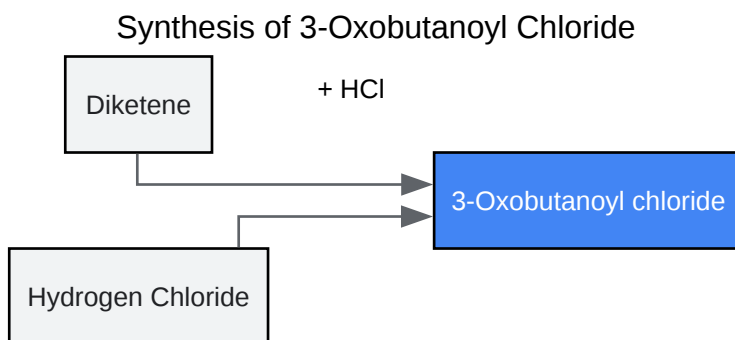 Synthesis of 3-Oxobutanoyl Chloride
+ HCl
Diketene
3-Oxobutanoyl chloride
Hydrogen Chloride